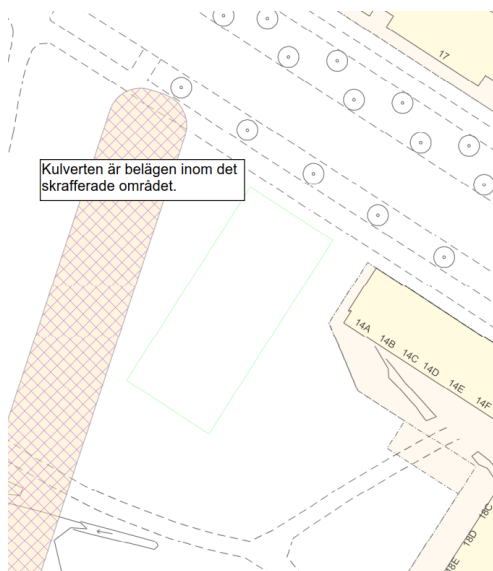 17
Kulverten är belägen inom det
skrafferade området.
14A
14B
14C
14D
14E
14F
18C
18D
18E